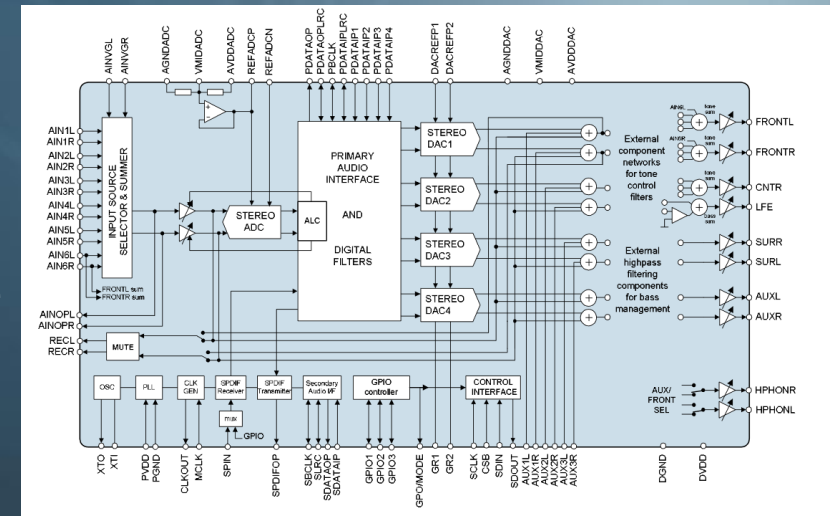 AINVGL
AINVGR
AGNDADC
VMIDADC
AVDDADC
REFADCP
REFADCN
PDATAOP
PDATAOPLRC
PBCLK
PDATAIPLRC
PDATAIP1
PDATAIP2
PDATAIP3
PDATAIP4
DACREFP1
DACREFP2
AGNDDAC
VMIDDAC
AVDDDAC
AIN1L
AIN1R
AIN2L
AIN2R
AIN3L
AIN3R
AIN4L
AIN4R
AIN5L
AIN5R
AIN6L
AIN6R
INPUT SOURCE
SELECTOR & SUMMER
FRONTL sum
FRONTR sum
AINOPL
AINOPR
RECL
RECR
MUTE
STEREO
ADC
ALC
PRIMARY
AUDIO
INTERFACE
AND
DIGITAL
FILTERS
STEREO
DAC1
STEREO
DAC2
STEREO
DAC3
STEREO
DAC4
External
component
networks
for tone
control
filters
External
highpass
filtering
components
for bass
management
tone
sum
tone
sum
bass
sum
FRONTL
FRONTR
CNTR
LFE
SURR
SURL
AUXL
AUXR
AUX/
FRONT
SEL
HPHONR
HPHONL
OSC
PLL
CLK
GEN
SPDIF
Receiver
SPDIF
Transmitter
Secondary
Audio I/F
GPIO
controller
CONTROL
INTERFACE
mux
GPIO
XTO
XTI
PVDD
PGND
CLKOUT
MCLK
SPIN
SPDIFOP
SBCLK
SLRC
SDATAOP
SDATAIP
GPIO1
GPIO2
GPIO3
GPO/MODE
GR1
GR2
SCLK
CSB
SDIN
SDOUT
AUX1L
AUX1R
AUX2L
AUX2R
AUX3L
AUX3R
DGND
DVDD